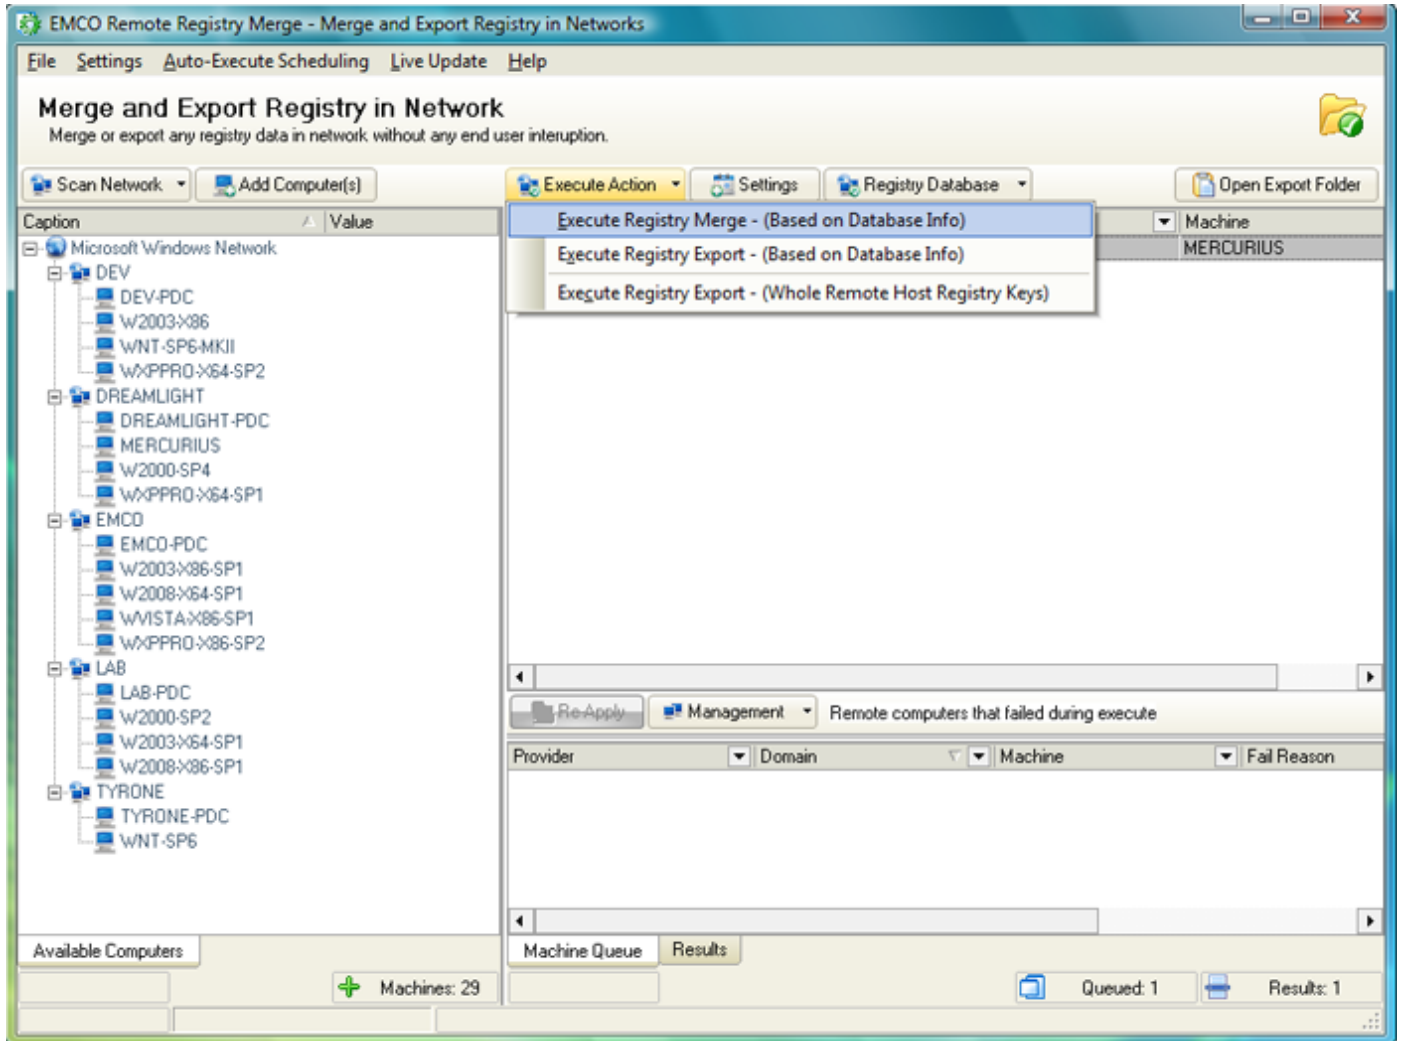 EMCO Remote Registry Merge - Merge and Export Registry in Networks
File Settings Auto-Execute Scheduling Live Update Help
Merge and Export Registry in Network
Merge or export any registry data in network without any end user interuption.
Scan Network Add Computer(s) Execute Action Settings Registry Database Open Export Folder
Caption Value Machine
Execute Registry Merge - (Based on Database Info)
Execute Registry Export - (Based on Database Info)
Execute Registry Export - (Whole Remote Host Registry Keys)
MERCURIUS
Microsoft Windows Network
DEV
DEV-PDC
W2003-X86
WNT-SP6-MKII
WXPPRO-X64-SP2
DREAMLIGHT
DREAMLIGHT-PDC
MERCURIUS
W2000-SP4
WXPPRO-X64-SP1
EMCO
EMCO-PDC
W2003-X86-SP1
W2008-X64-SP1
WVISTA-X86-SP1
WXPPRO-X86-SP2
LAB
LAB-PDC
W2000-SP2
W2003-X64-SP1
W2008-X86-SP1
TYRONE
TYRONE-PDC
WNT-SP6
Re-Apply Management Remote computers that failed during execute
Provider Domain Machine Fail Reason
Available Computers Machine Queue Results
Machines: 29 Queued: 1 Results: 1